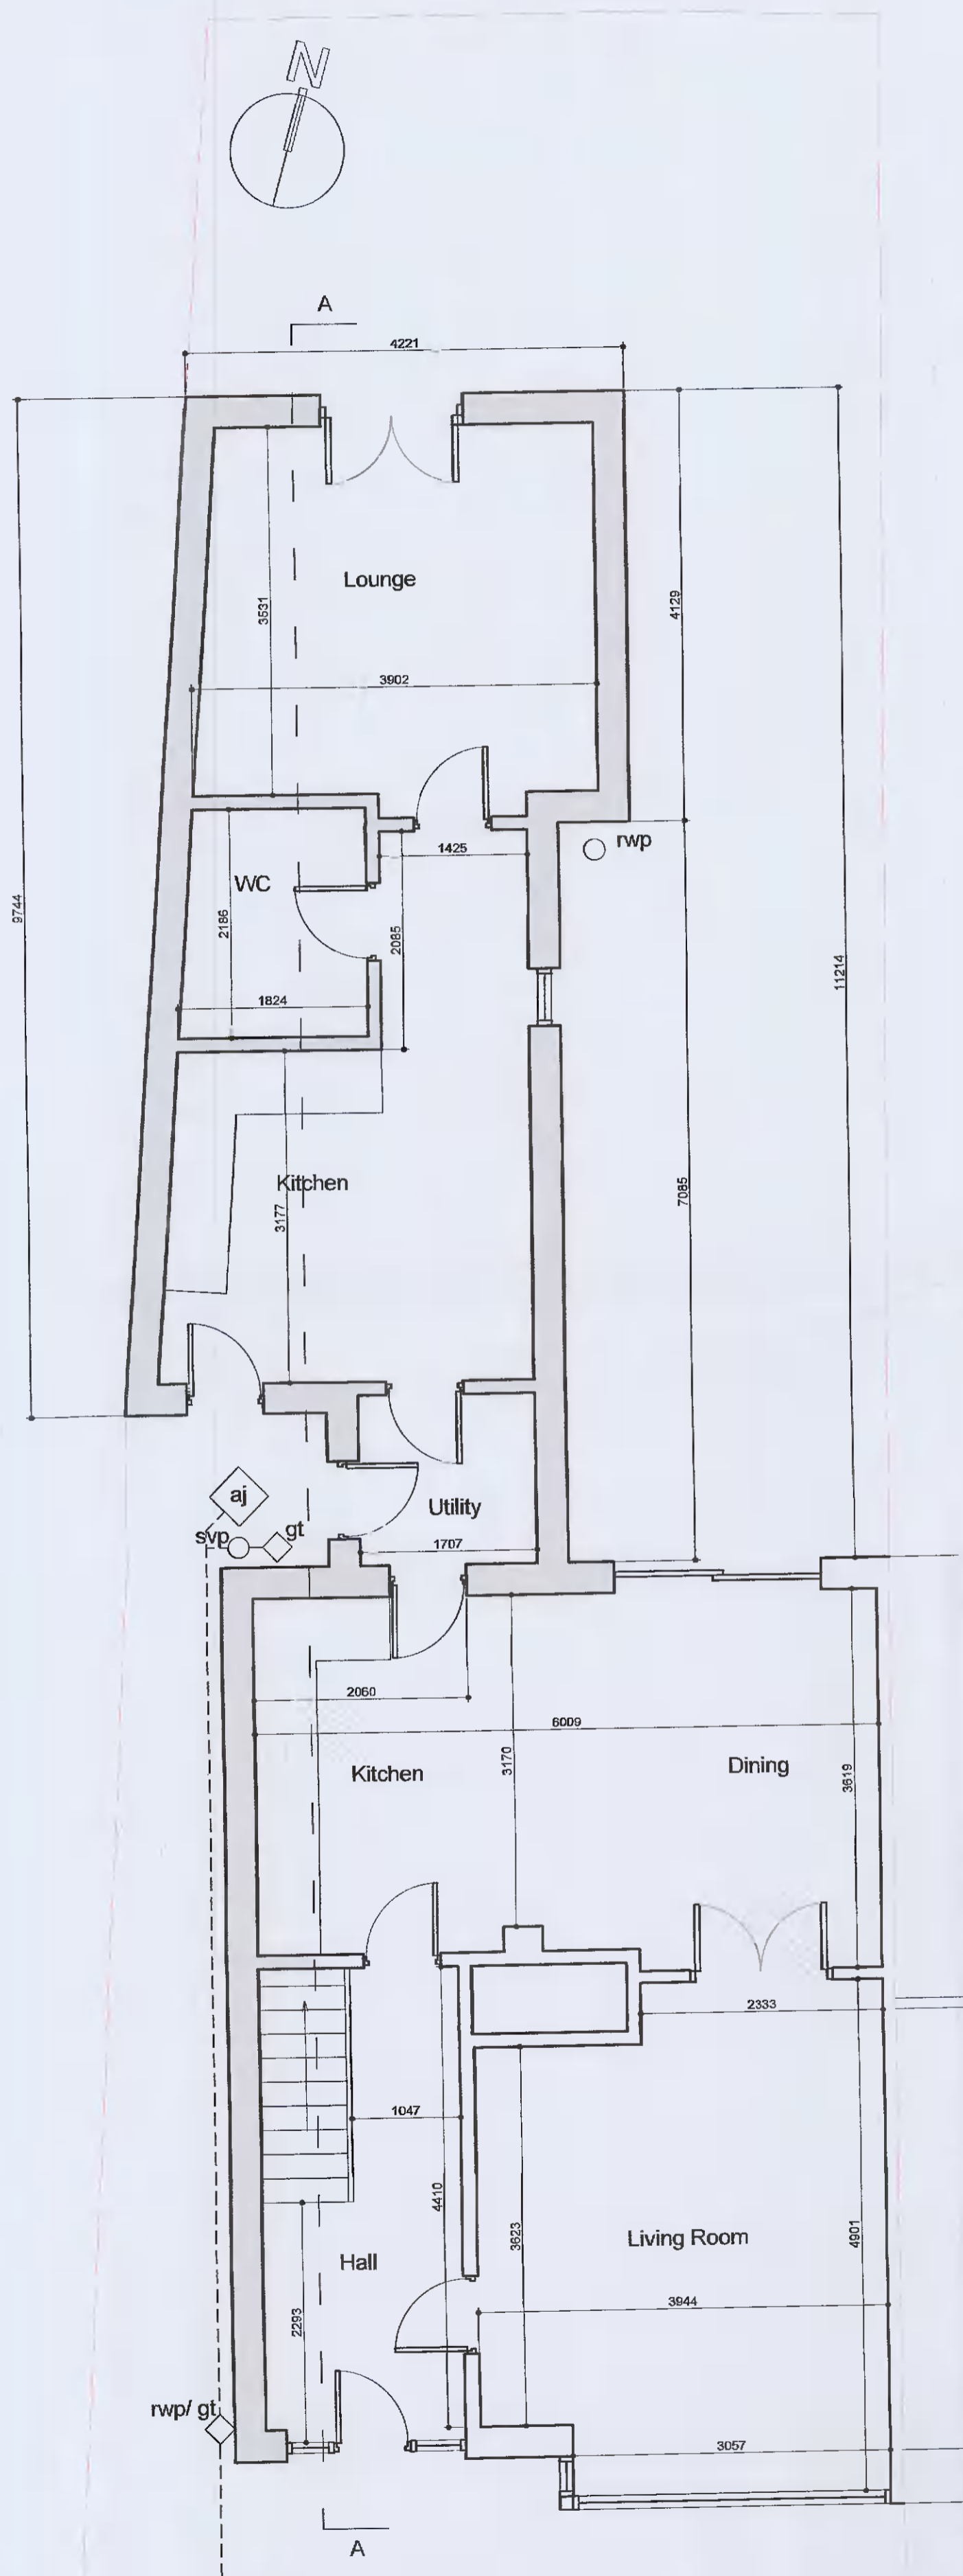 N
A
4221
Lounge
3531
4129
3902
rwp
1425
WC
9744
2186
2085
11214
1824
Kitchen
3177
7085
aj
Utility
svp
gt
1707
2060
6009
Kitchen
3170
Dining
3619
2333
1047
4410
Living Room
3623
4901
Hall
3944
2293
rwp/ gt
3057
A